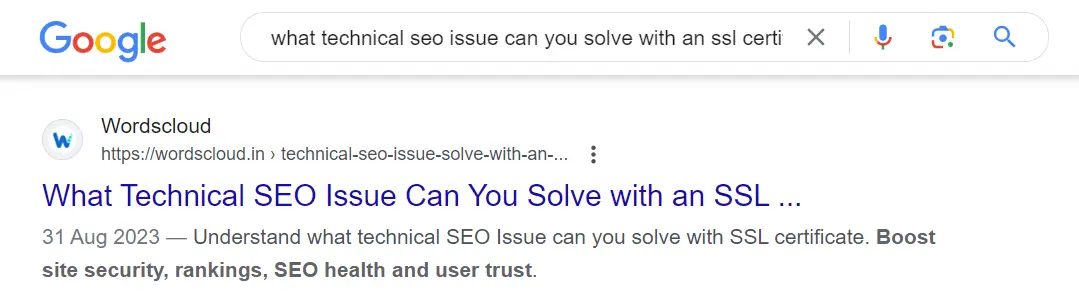 Google
what technical seo issue can you solve with an ssl certi
Wordscloud
https://wordscloud.in › technical-seo-issue-solve-with-an-...
What Technical SEO Issue Can You Solve with an SSL ...
31 Aug 2023 — Understand what technical SEO Issue can you solve with SSL certificate. Boost
site security, rankings, SEO health and user trust.